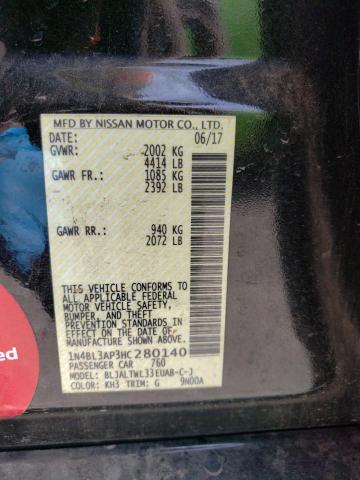 MFD BY NISSAN MOTOR CO., LTD.
DATE: 06/17
GVWR: 2002 KG
4414 LB
GAWR FR.: 1085 KG
2392 LB
GAWR RR.: 940 KG
2072 LB
THIS VEHICLE CONFORMS TO
ALL APPLICABLE FEDERAL
MOTOR VEHICLE SAFETY,
BUMPER, AND THEFT
PREVENTION STANDARDS
IN EFFECT ON THE DATE OF
MANUFACTURE SHOWN ABOVE.
1N4BL3AP3HC280140
PASSENGER CAR 760
MODEL: BLJALTWL33EUAB-C-J
COLOR: KH3 TRIM: G 9N00A
ed